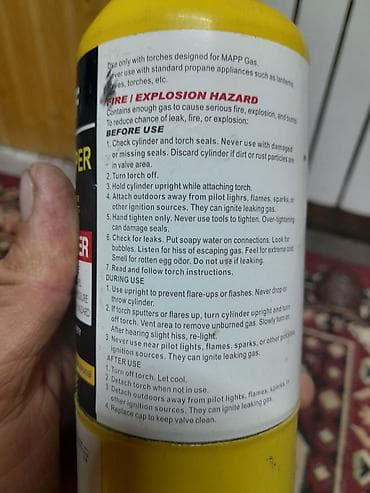 Use only with torches designed for MAPP Gas.
Never use with standard propane appliances such as lanterns
stoves, torches, etc.
FIRE / EXPLOSION HAZARD
Contains enough gas to cause serious fire, explosion, and burns
To reduce chance of leak, fire, or explosion:
BEFORE USE
1. Check cylinder and torch seals. Never use with damaged
or missing seals. Discard cylinder if dirt or rust particles are
in valve area.
2. Turn torch off.
3. Hold cylinder upright while attaching torch.
4. Attach outdoors away from pilot lighrs, flames, sparks, or
other ignition sources. They can ignite leaking gas.
5. Hand tighten only. Never use tools to tighten. Over-tightening
can damage seals.
6. Check for leaks. Put soapy water on connections. Look for
bubbles. Listen for hiss of escaping gas. Feel for extreme cold.
Smell for rotten egg odor. Do not use if leaking.
7. Read and follow torch instructions.
DURING USE
1. Use upright to prevent flare-ups or flashes. Never drop or
throw cylinder.
2. If torch sputters or flares up, turn cylinder upright and turn
off torch. Vent area to remove unburned gas. Slowly turn on.
After hearing slight hiss, re-light.
3. Never use near pilot lights, flames, sparks, or other
ignition sources. They can ignite leaking gas.
AFTER USE
1. Turn off torch. Let cool.
2. Detach torch when not in use.
3. Detach outdoors away from pilot lights, flames, sparks, or
other ignition sources. They can ignite leaking gas.
4. Replace cap to keep valve clean.
DER
ER